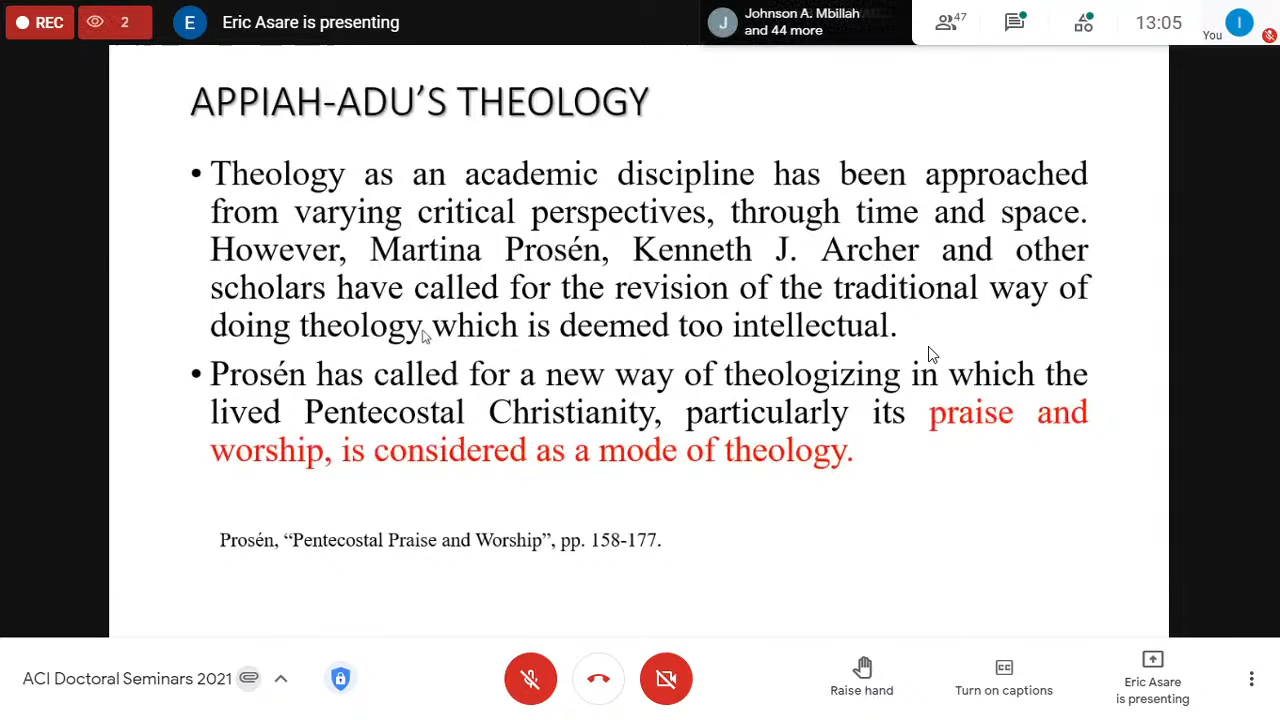 REC
2
E
Eric Asare is presenting
J
Johnson A. Mbillah
and 44 more
47
13:05
You
I
APPIAH-ADU'S THEOLOGY
• Theology as an academic discipline has been approached
from varying critical perspectives, through time and space.
However, Martina Prosén, Kenneth J. Archer and other
scholars have called for the revision of the traditional way of
doing theology which is deemed too intellectual.
• Prosén has called for a new way of theologizing in which the
lived Pentecostal Christianity, particularly its praise and
worship, is considered as a mode of theology.
Prosén, “Pentecostal Praise and Worship”, pp. 158-177.
ACI Doctoral Seminars 2021
Raise hand
CC
Turn on captions
Eric Asare
is presenting